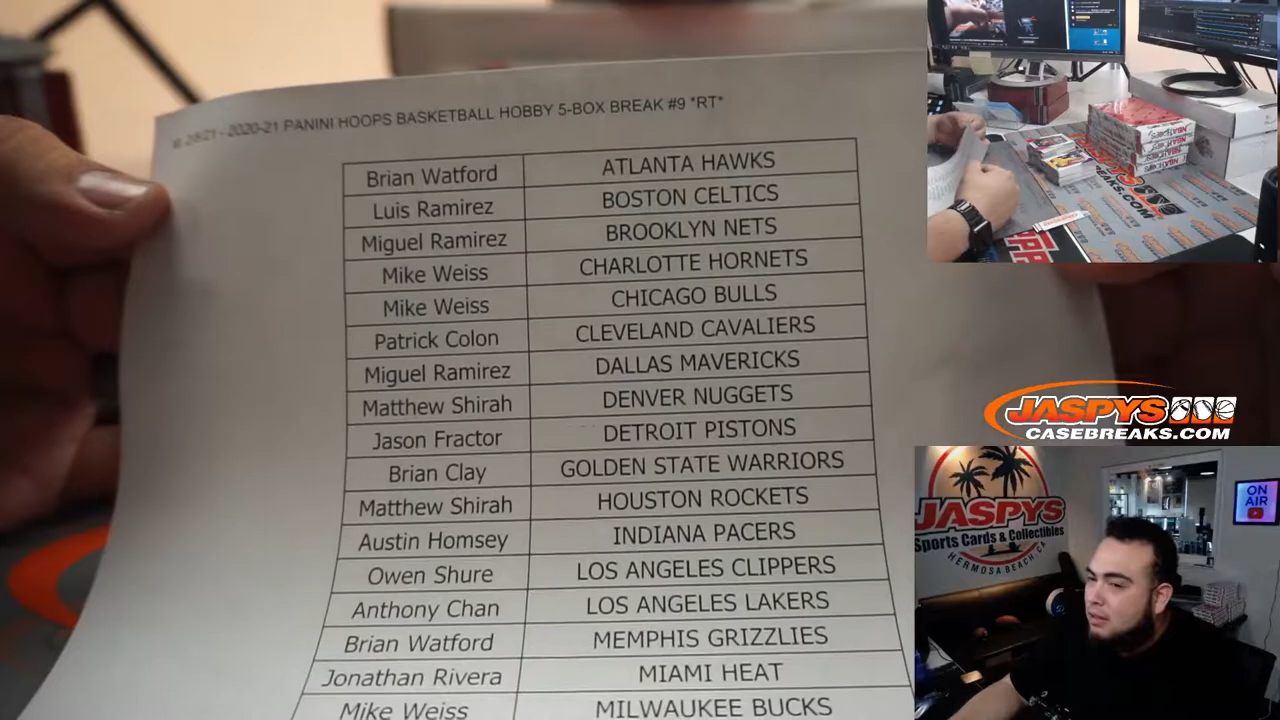 2020-21 PANINI HOOPS BASKETBALL HOBBY 5-BOX BREAK #9 *RT*
Brian Watford ATLANTA HAWKS
Luis Ramirez BOSTON CELTICS
Miguel Ramirez BROOKLYN NETS
Mike Weiss CHARLOTTE HORNETS
Mike Weiss CHICAGO BULLS
Patrick Colon CLEVELAND CAVALIERS
Miguel Ramirez DALLAS MAVERICKS
Matthew Shirah DENVER NUGGETS
Jason Fractor DETROIT PISTONS
Brian Clay GOLDEN STATE WARRIORS
Matthew Shirah HOUSTON ROCKETS
Austin Homsey INDIANA PACERS
Owen Shure LOS ANGELES CLIPPERS
Anthony Chan LOS ANGELES LAKERS
Brian Watford MEMPHIS GRIZZLIES
Jonathan Rivera MIAMI HEAT
Mike Weiss MILWAUKEE BUCKS
JASPYS
CASEBREAKS.COM
JASPYS
Sports Cards & Collectibles
HERMOSA BEACH, CA
ON
AIR